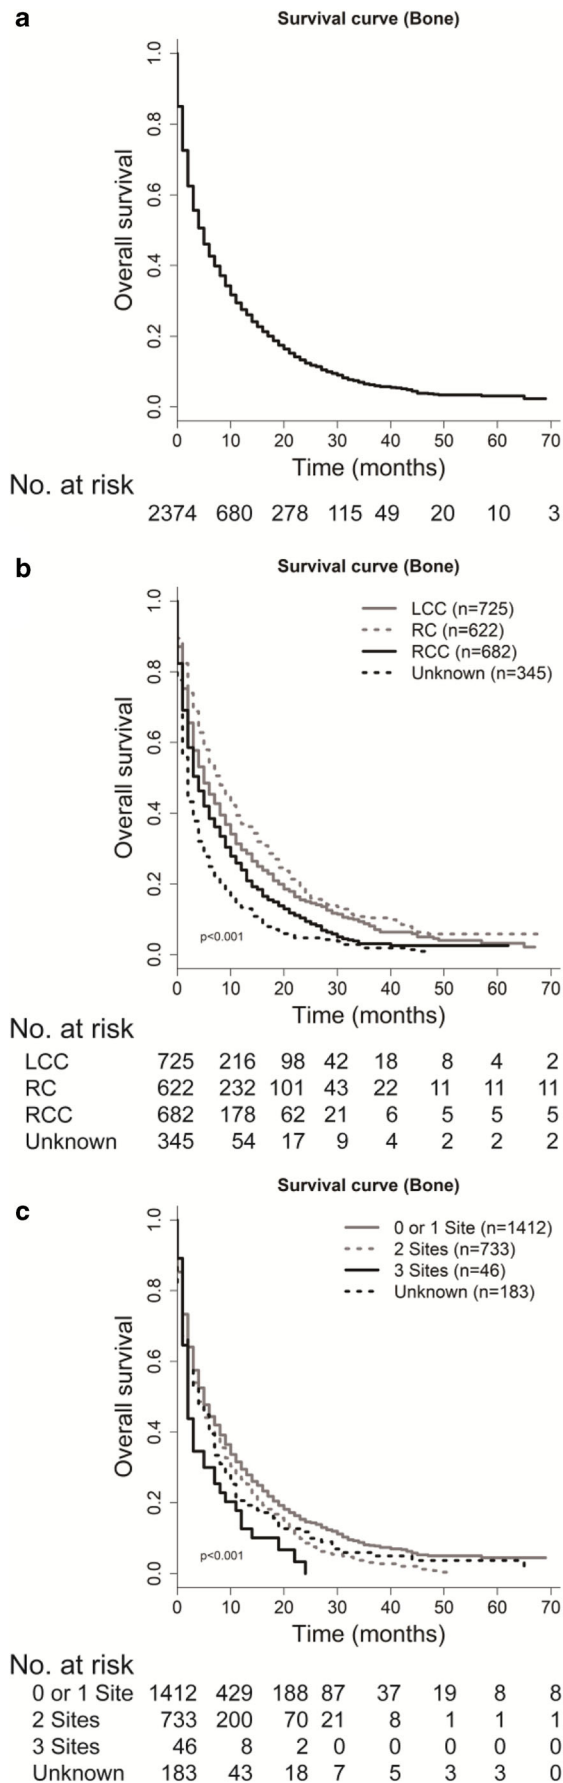 a
Survival curve (Bone)
Overall survival
1.0
0.8
0.6
0.4
0.2
0.0
0 10 20 30 40 50 60 70
Time (months)
No. at risk
2374 680 278 115 49 20 10 3
b
Survival curve (Bone)
LCC (n=725)
RC (n=622)
RCC (n=682)
Unknown (n=345)
Overall survival
1.0
0.8
0.6
0.4
0.2
0.0
p<0.001
0 10 20 30 40 50 60 70
Time (months)
No. at risk
LCC 725 216 98 42 18 8 4 2
RC 622 232 101 43 22 11 11 11
RCC 682 178 62 21 6 5 5 5
Unknown 345 54 17 9 4 2 2 2
c
Survival curve (Bone)
0 or 1 Site (n=1412)
2 Sites (n=733)
3 Sites (n=46)
Unknown (n=183)
Overall survival
1.0
0.8
0.6
0.4
0.2
0.0
p<0.001
0 10 20 30 40 50 60 70
Time (months)
No. at risk
0 or 1 Site 1412 429 188 87 37 19 8 8
2 Sites 733 200 70 21 8 1 1 1
3 Sites 46 8 2 0 0 0 0 0
Unknown 183 43 18 7 5 3 3 0